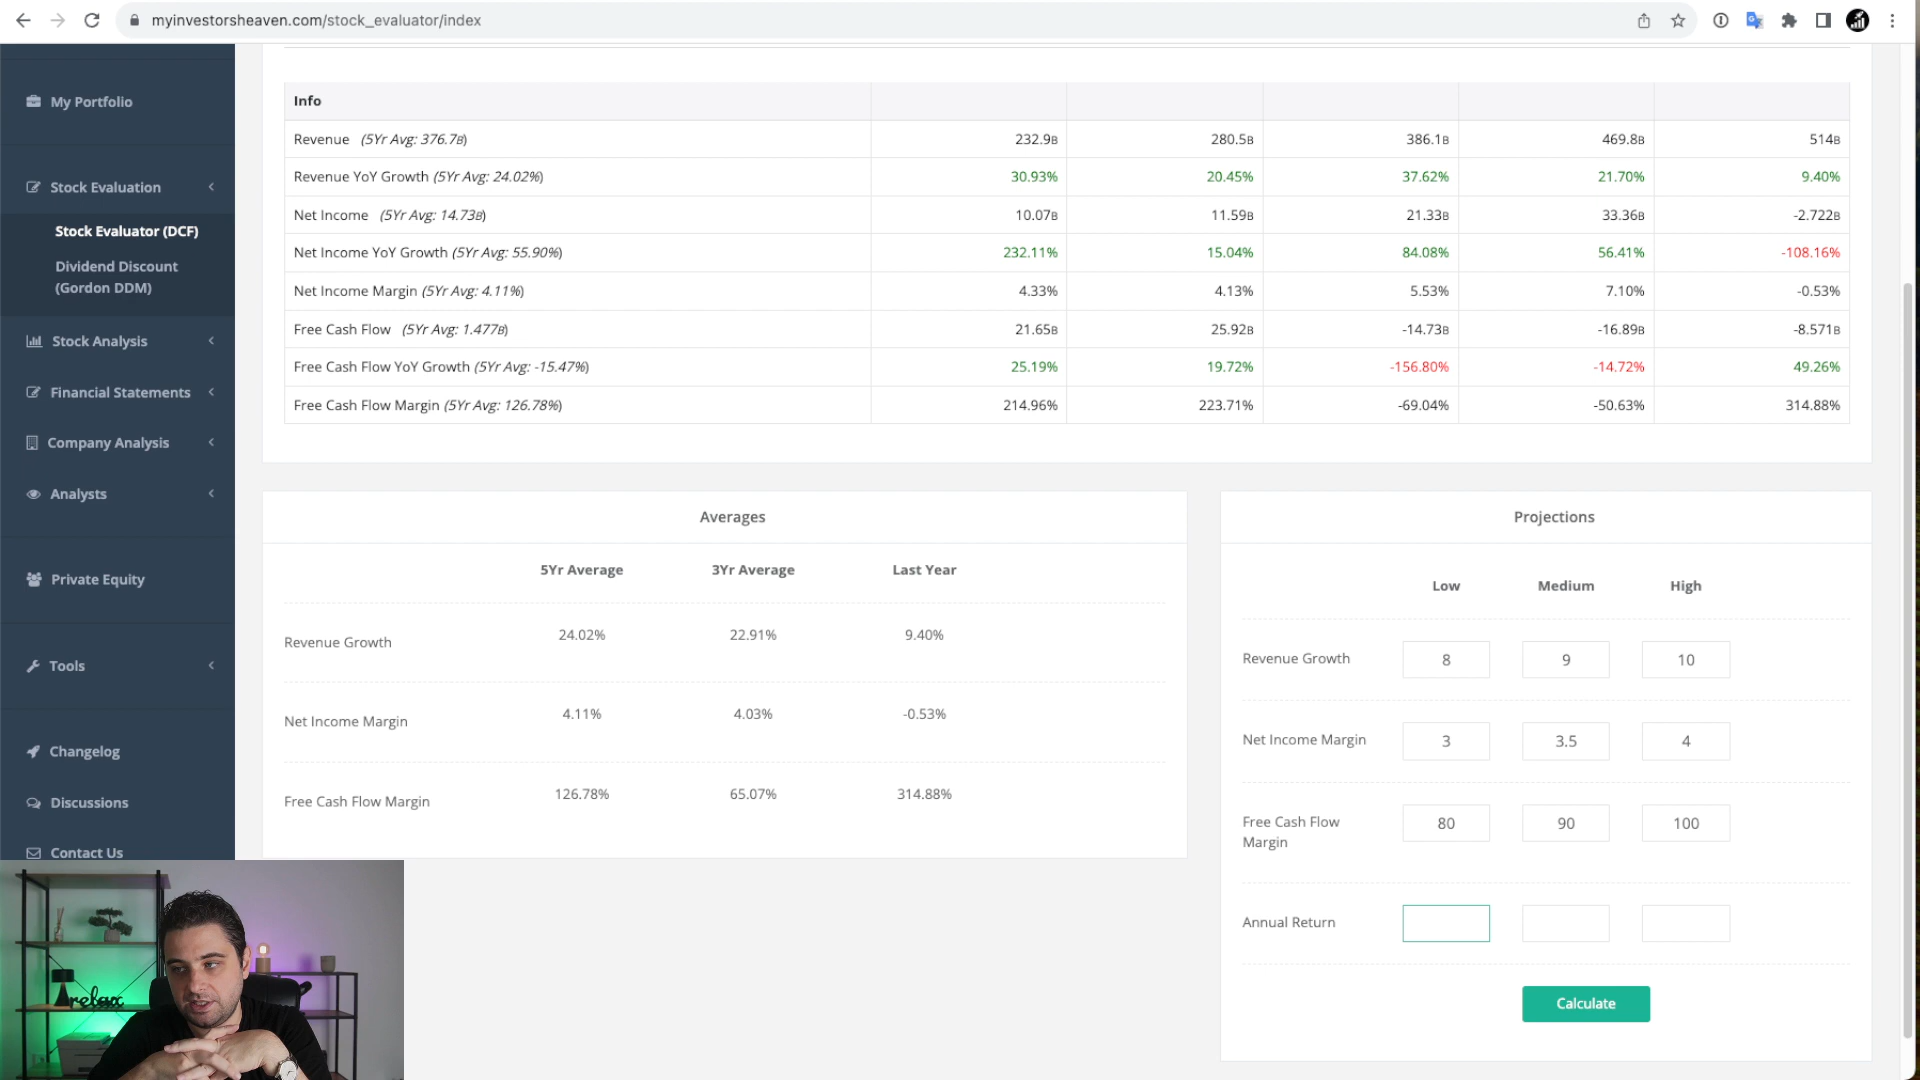 myinvestorsheaven.com/stock_evaluator/index
My Portfolio
Stock Evaluation
Stock Evaluator (DCF)
Dividend Discount
(Gordon DDM)
Stock Analysis
Financial Statements
Company Analysis
Analysts
Private Equity
Tools
Changelog
Discussions
Contact Us
Info
Revenue (5Yr Avg: 376.7B) 232.9B 280.5B 386.1B 469.8B 514B
Revenue YoY Growth (5Yr Avg: 24.02%) 30.93% 20.45% 37.62% 21.70% 9.40%
Net Income (5Yr Avg: 14.73B) 10.07B 11.59B 21.33B 33.36B -2.722B
Net Income YoY Growth (5Yr Avg: 55.90%) 232.11% 15.04% 84.08% 56.41% -108.16%
Net Income Margin (5Yr Avg: 4.11%) 4.33% 4.13% 5.53% 7.10% -0.53%
Free Cash Flow (5Yr Avg: 1.477B) 21.65B 25.92B -14.73B -16.89B -8.571B
Free Cash Flow YoY Growth (5Yr Avg: -15.47%) 25.19% 19.72% -156.80% -14.72% 49.26%
Free Cash Flow Margin (5Yr Avg: 126.78%) 214.96% 223.71% -69.04% -50.63% 314.88%
Averages
5Yr Average 3Yr Average Last Year
Revenue Growth 24.02% 22.91% 9.40%
Net Income Margin 4.11% 4.03% -0.53%
Free Cash Flow Margin 126.78% 65.07% 314.88%
Projections
Low Medium High
Revenue Growth 8 9 10
Net Income Margin 3 3.5 4
Free Cash Flow
Margin 80 90 100
Annual Return
Calculate
relax